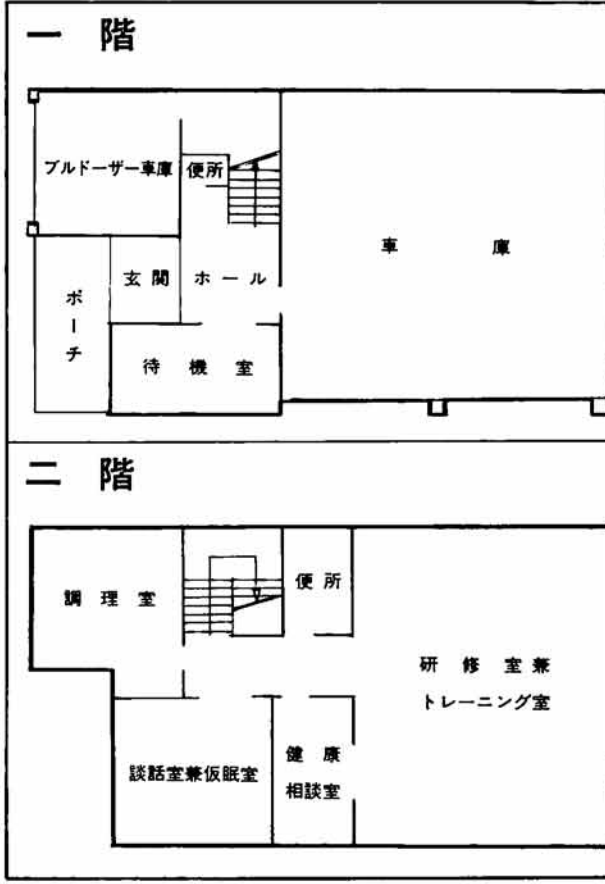 一階
ブルドーザー車庫
便所
車庫
玄関
ホール
ポーチ
待機室
二階
調理室
便所
研修室兼
トレーニング室
談話室兼仮眠室
健康
相談室